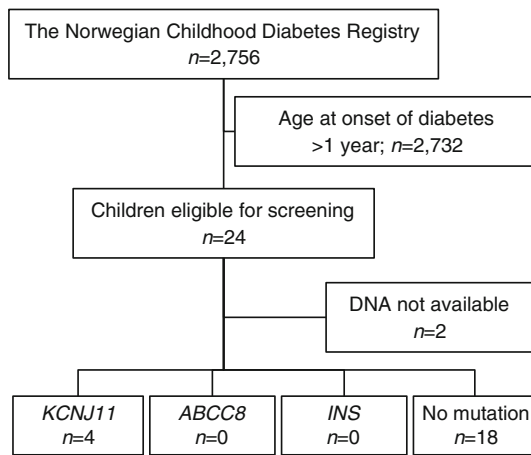 The Norwegian Childhood Diabetes Registry
n=2,756
Age at onset of diabetes
>1 year; n=2,732
Children eligible for screening
n=24
DNA not available
n=2
KCNJ11
n=4
ABCC8
n=0
INS
n=0
No mutation
n=18